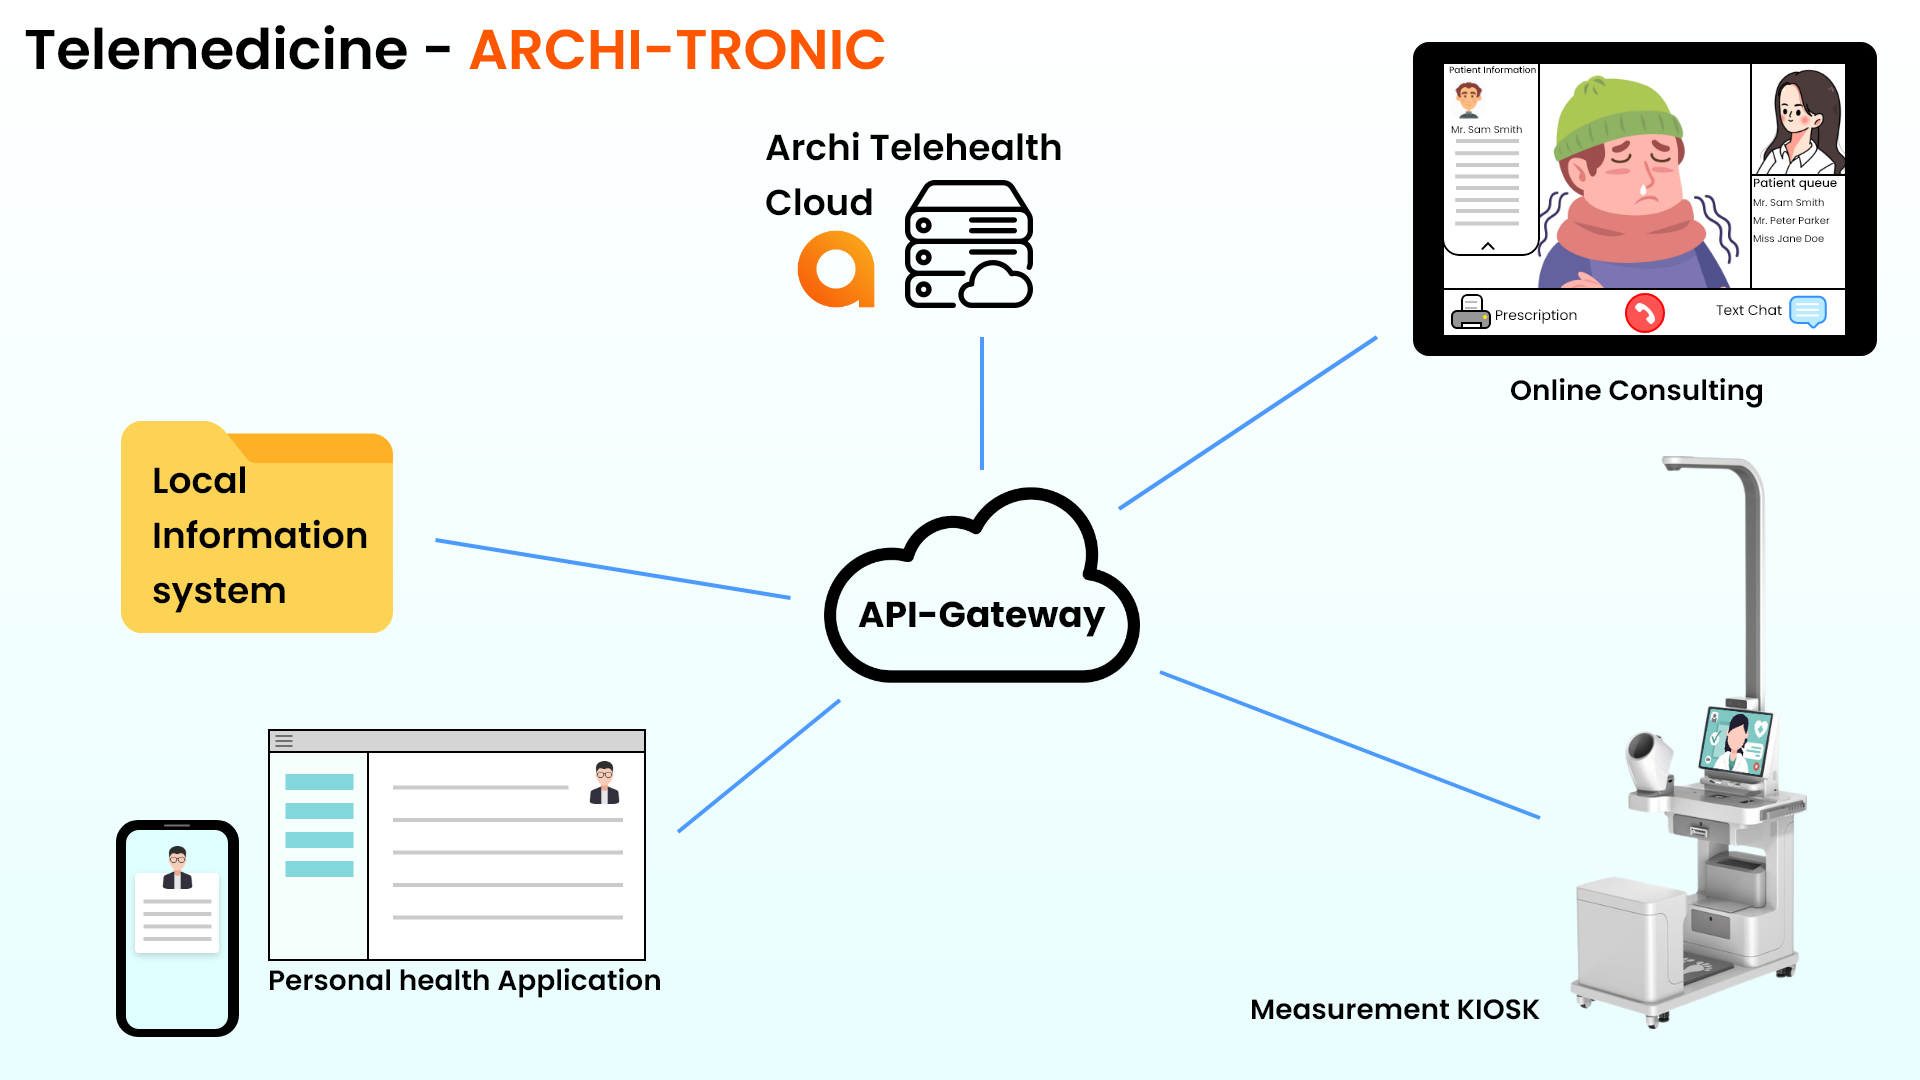 Telemedicine - ARCHI-TRONIC
Archi Telehealth
Cloud
Patient Information
Mr. Sam Smith
Patient queue
Mr. Sam Smith
Mr. Peter Parker
Miss Jane Doe
Prescription
Text Chat
Online Consulting
Local
Information
system
API-Gateway
Personal health Application
Measurement KIOSK